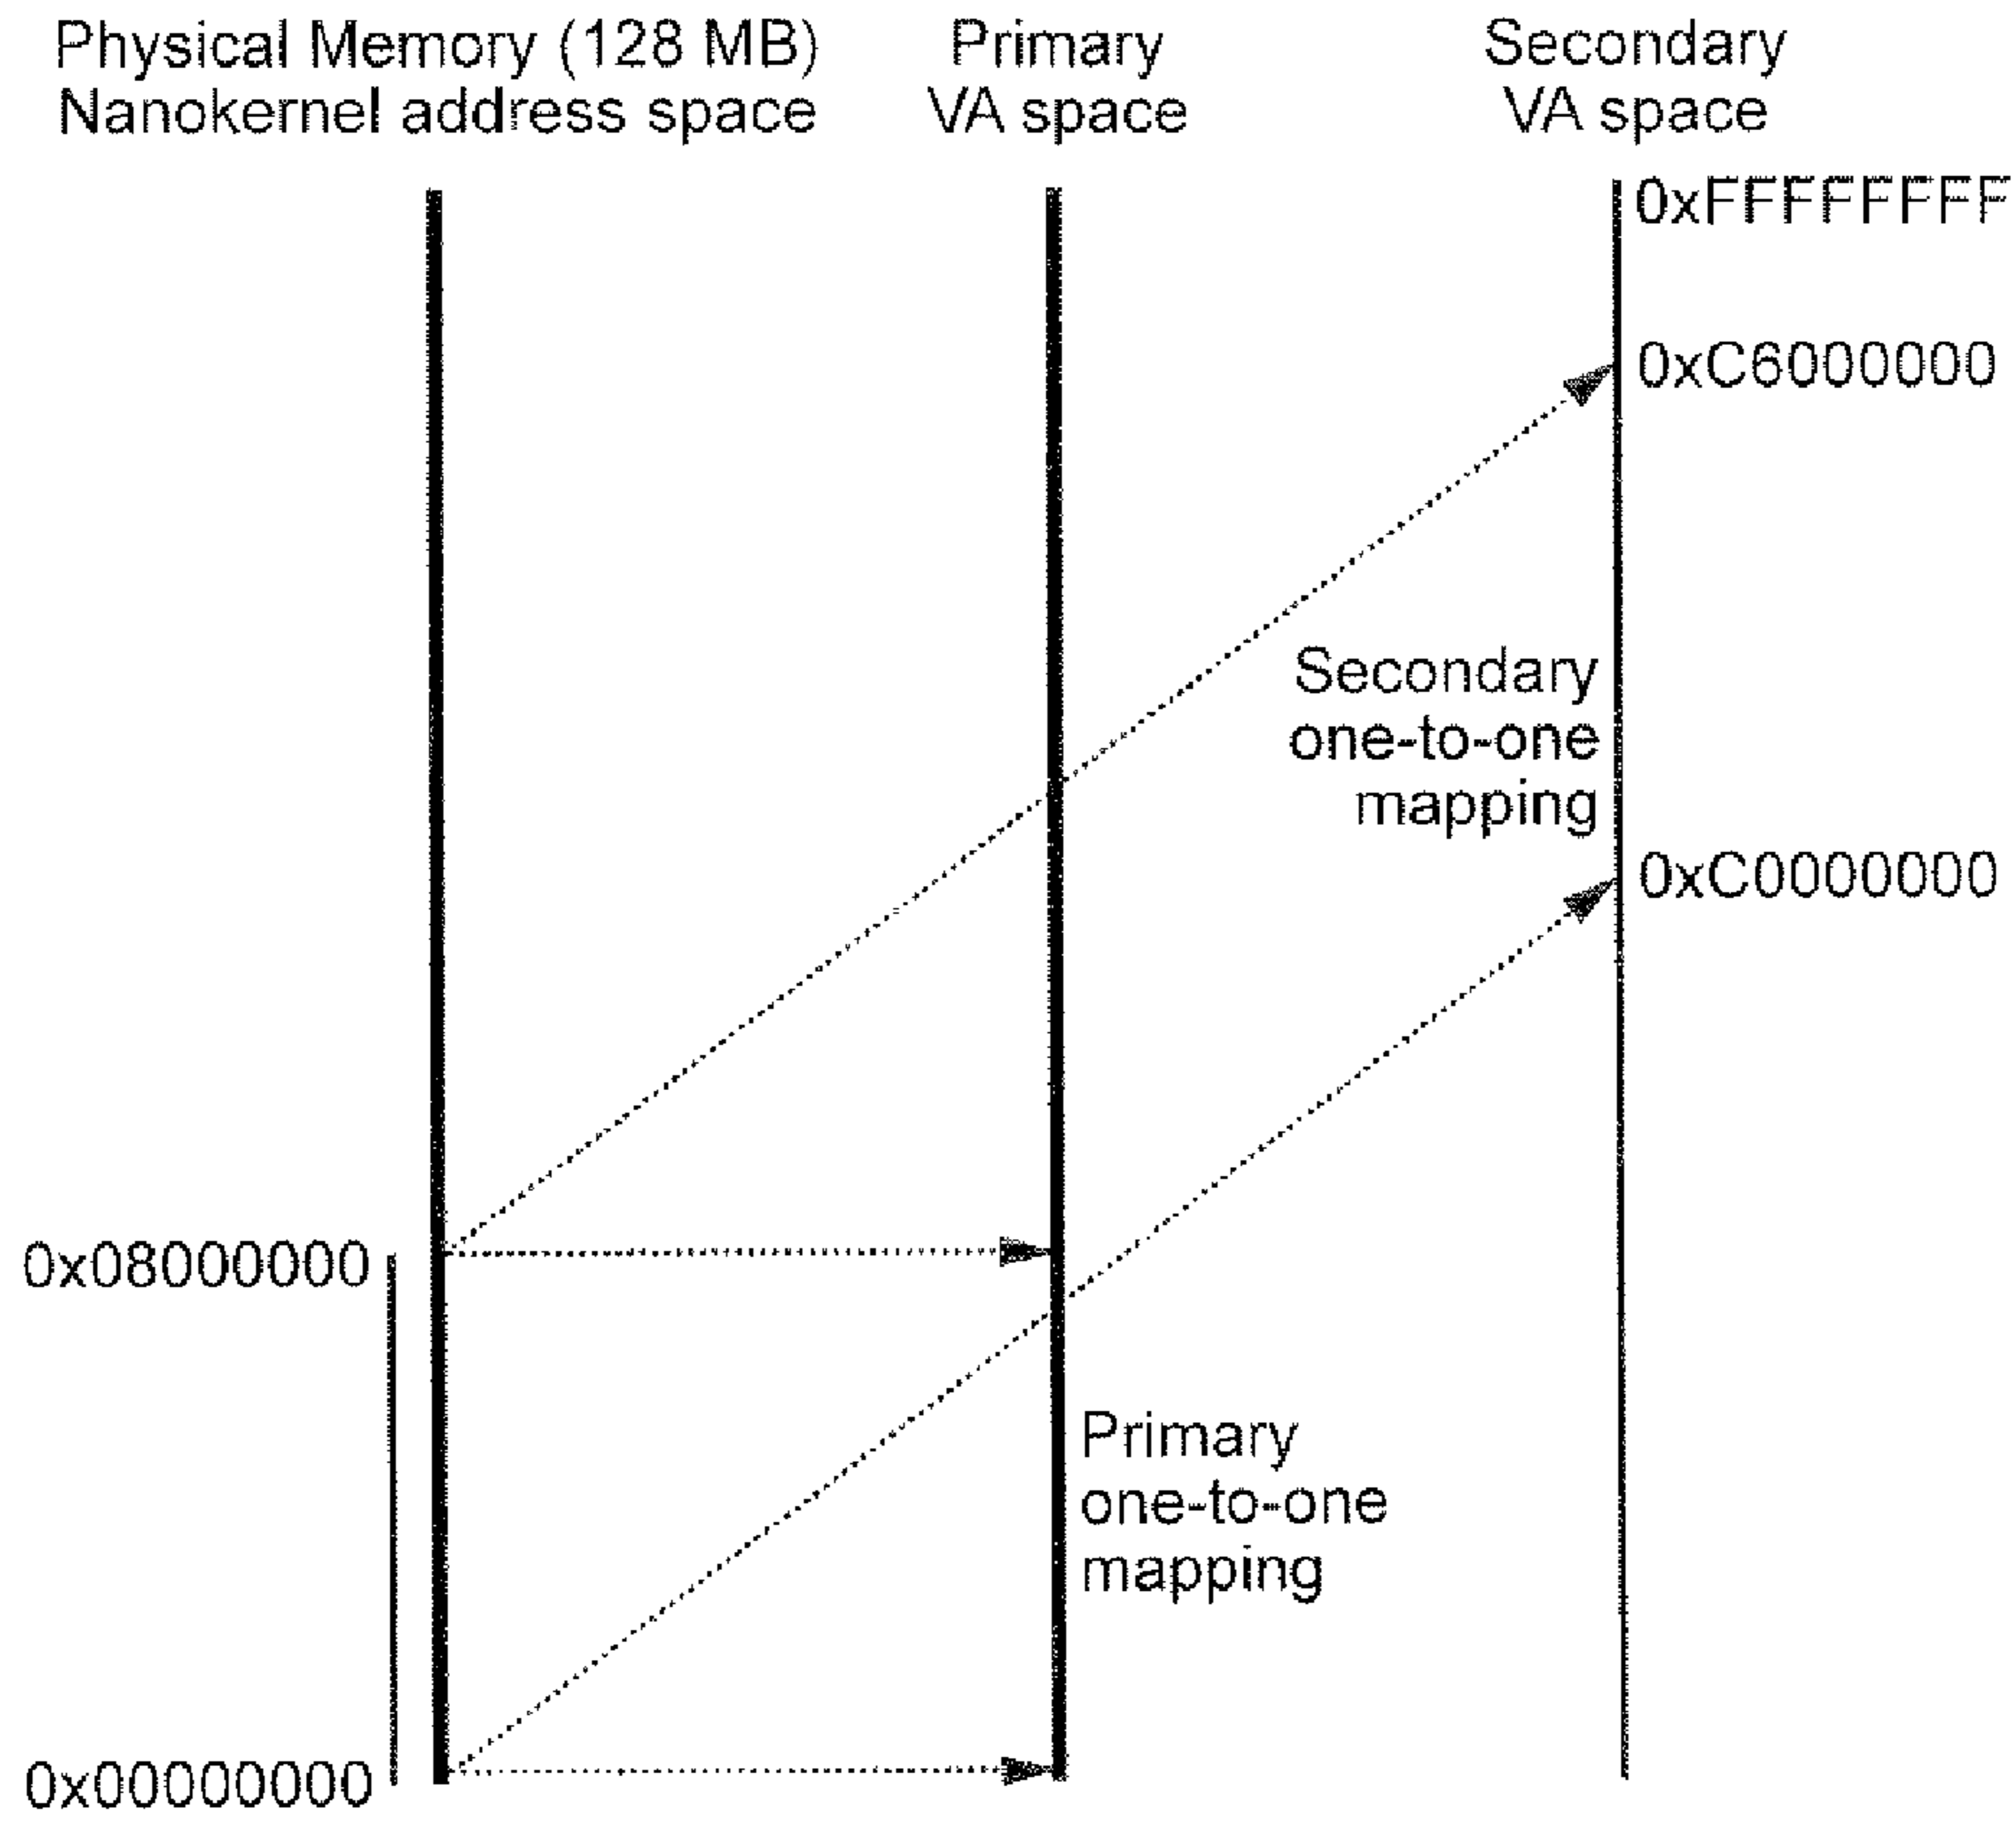 Physical Memory (128 MB)
Nanokernel address space
Primary
VA space
Secondary
VA space
0xFFFFFFFF
0xC6000000
Secondary
one-to-one
mapping
0xC0000000
0x08000000
Primary
one-to-one
mapping
0x00000000